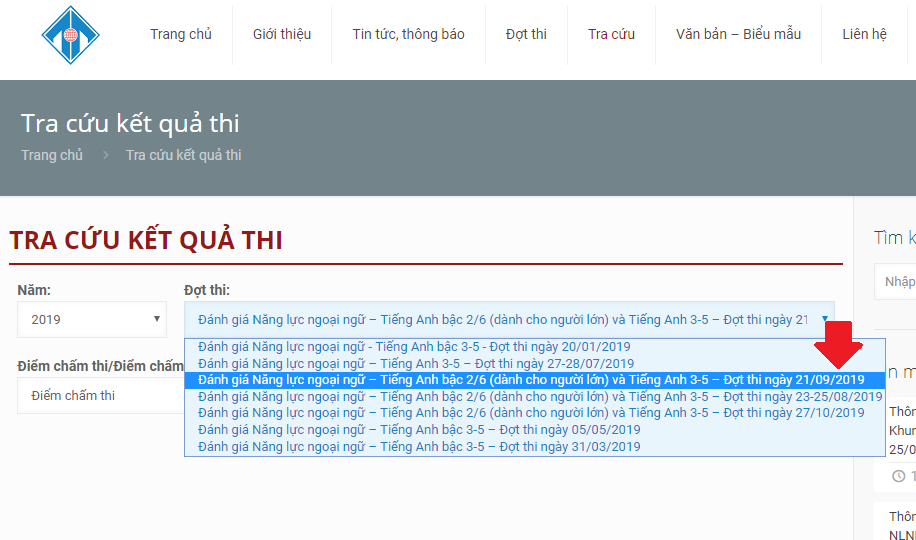 Trang chủ Giới thiệu Tin tức, thông báo Đợt thi Tra cứu Văn bản – Biểu mẫu Liên hệ
Tra cứu kết quả thi
Trang chủ > Tra cứu kết quả thi
TRA CỨU KẾT QUẢ THI
Năm:
2019
Đợt thi:
Đánh giá Năng lực ngoại ngữ – Tiếng Anh bậc 2/6 (dành cho người lớn) và Tiếng Anh 3-5 – Đợt thi ngày 21
Đánh giá Năng lực ngoại ngữ - Tiếng Anh bậc 3-5 - Đợt thi ngày 20/01/2019
Đánh giá Năng lực ngoại ngữ – Tiếng Anh 3-5 – Đợt thi ngày 27-28/07/2019
Đánh giá Năng lực ngoại ngữ – Tiếng Anh bậc 2/6 (dành cho người lớn) và Tiếng Anh 3-5 – Đợt thi ngày 21/09/2019
Đánh giá Năng lực ngoại ngữ – Tiếng Anh bậc 2/6 (dành cho người lớn) và Tiếng Anh 3-5 – Đợt thi ngày 23-25/08/2019
Đánh giá Năng lực ngoại ngữ – Tiếng Anh bậc 2/6 (dành cho người lớn) và Tiếng Anh 3-5 – Đợt thi ngày 27/10/2019
Đánh giá Năng lực ngoại ngữ – Tiếng Anh bậc 3-5 – Đợt thi ngày 05/05/2019
Đánh giá Năng lực ngoại ngữ – Tiếng Anh bậc 3-5 – Đợt thi ngày 31/03/2019
Điểm chấm thi/Điểm chấm
Điểm chấm thi
Tìm k
Nhập
Thôn
Khun
25/0
Thôn
NLN